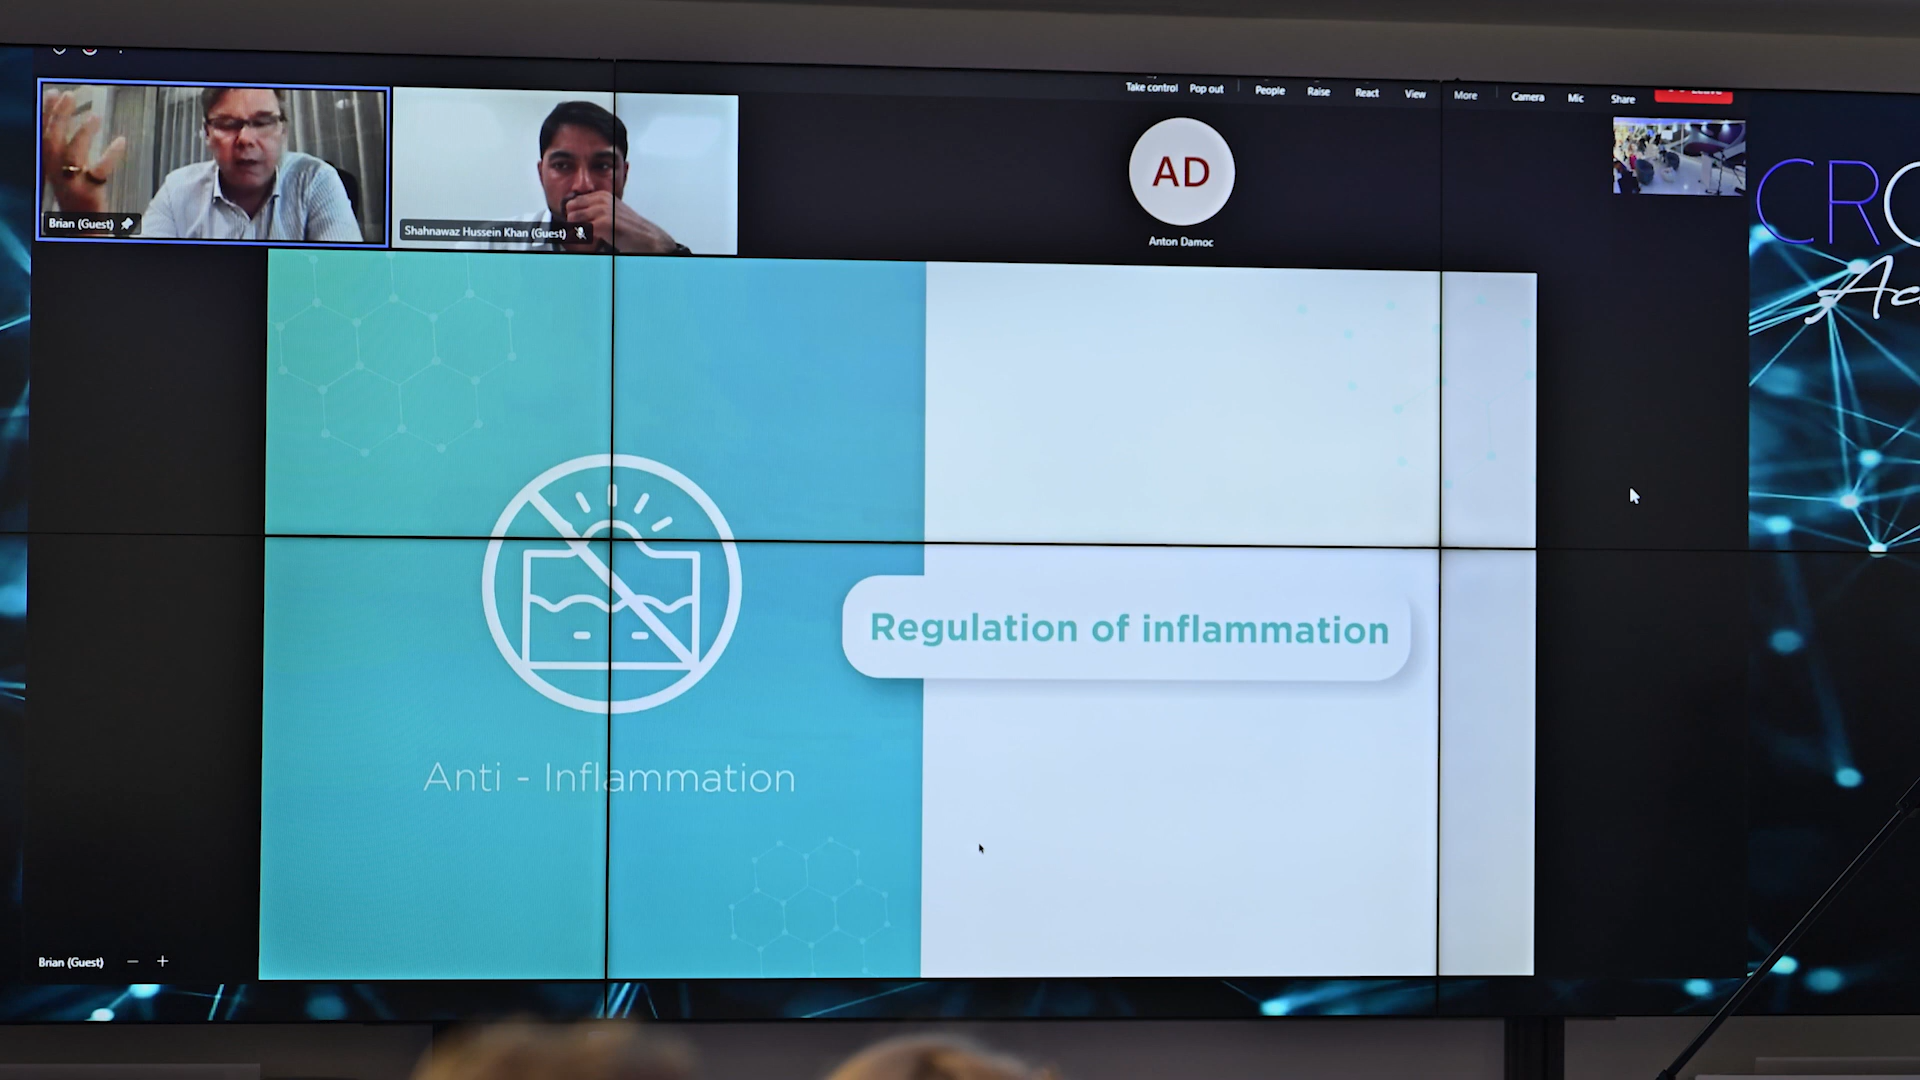 Take control Pop out People Raise React View More Camera Mic Share
Brian (Guest)
Shahnawaz Hussein Khan (Guest)
AD
Anton Damoc
Regulation of inflammation
Anti - Inflammation
Brian (Guest) − +